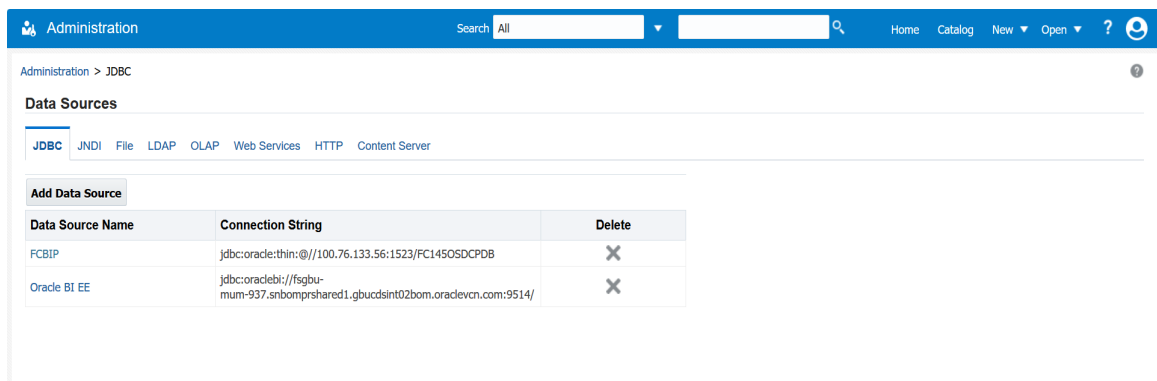 Administration Search All Home Catalog New Open ?
Administration > JDBC ?
Data Sources
JDBC JNDI File LDAP OLAP Web Services HTTP Content Server
Add Data Source
Data Source Name Connection String Delete
FCBIP jdbc:oracle:thin:@//100.76.133.56:1523/FC145OSDCPDB
Oracle BI EE jdbc:oraclebi://fsgbu-
mum-937.snbomprshared1.gbucdsint02bom.oraclevcn.com:9514/